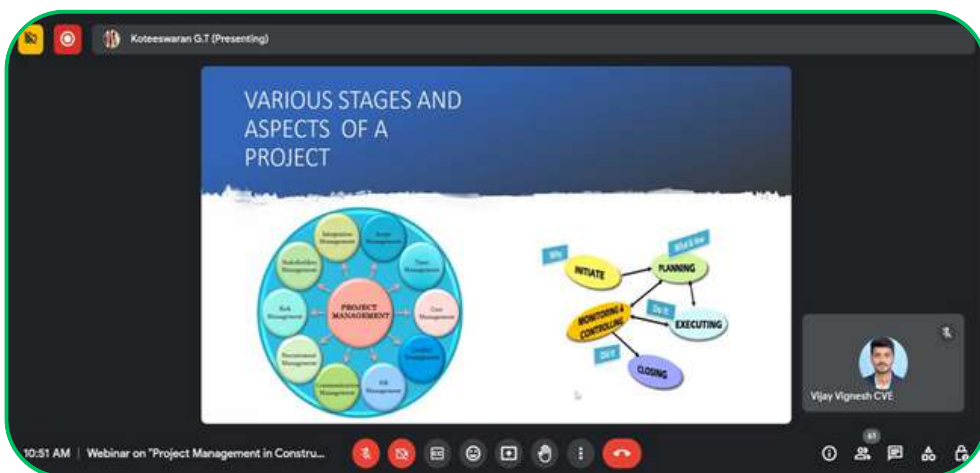 Koteeswaran G.T (Presenting)
VARIOUS STAGES AND
ASPECTS OF A
PROJECT
Integration
Management
Scope
Management
Stakeholders
Management
Time
Management
Risk
Management
PROJECT
MANAGEMENT
Cost
Management
Procurement
Management
Quality
Management
Communication
Management
HR
Management
Why
What & How
INITIATE
PLANNING
MONITORING &
CONTROLLING
Do it
EXECUTING
Did it
CLOSING
Vijay Vignesh CVE
61
10:51 AM | Webinar on "Project Management in Constru...